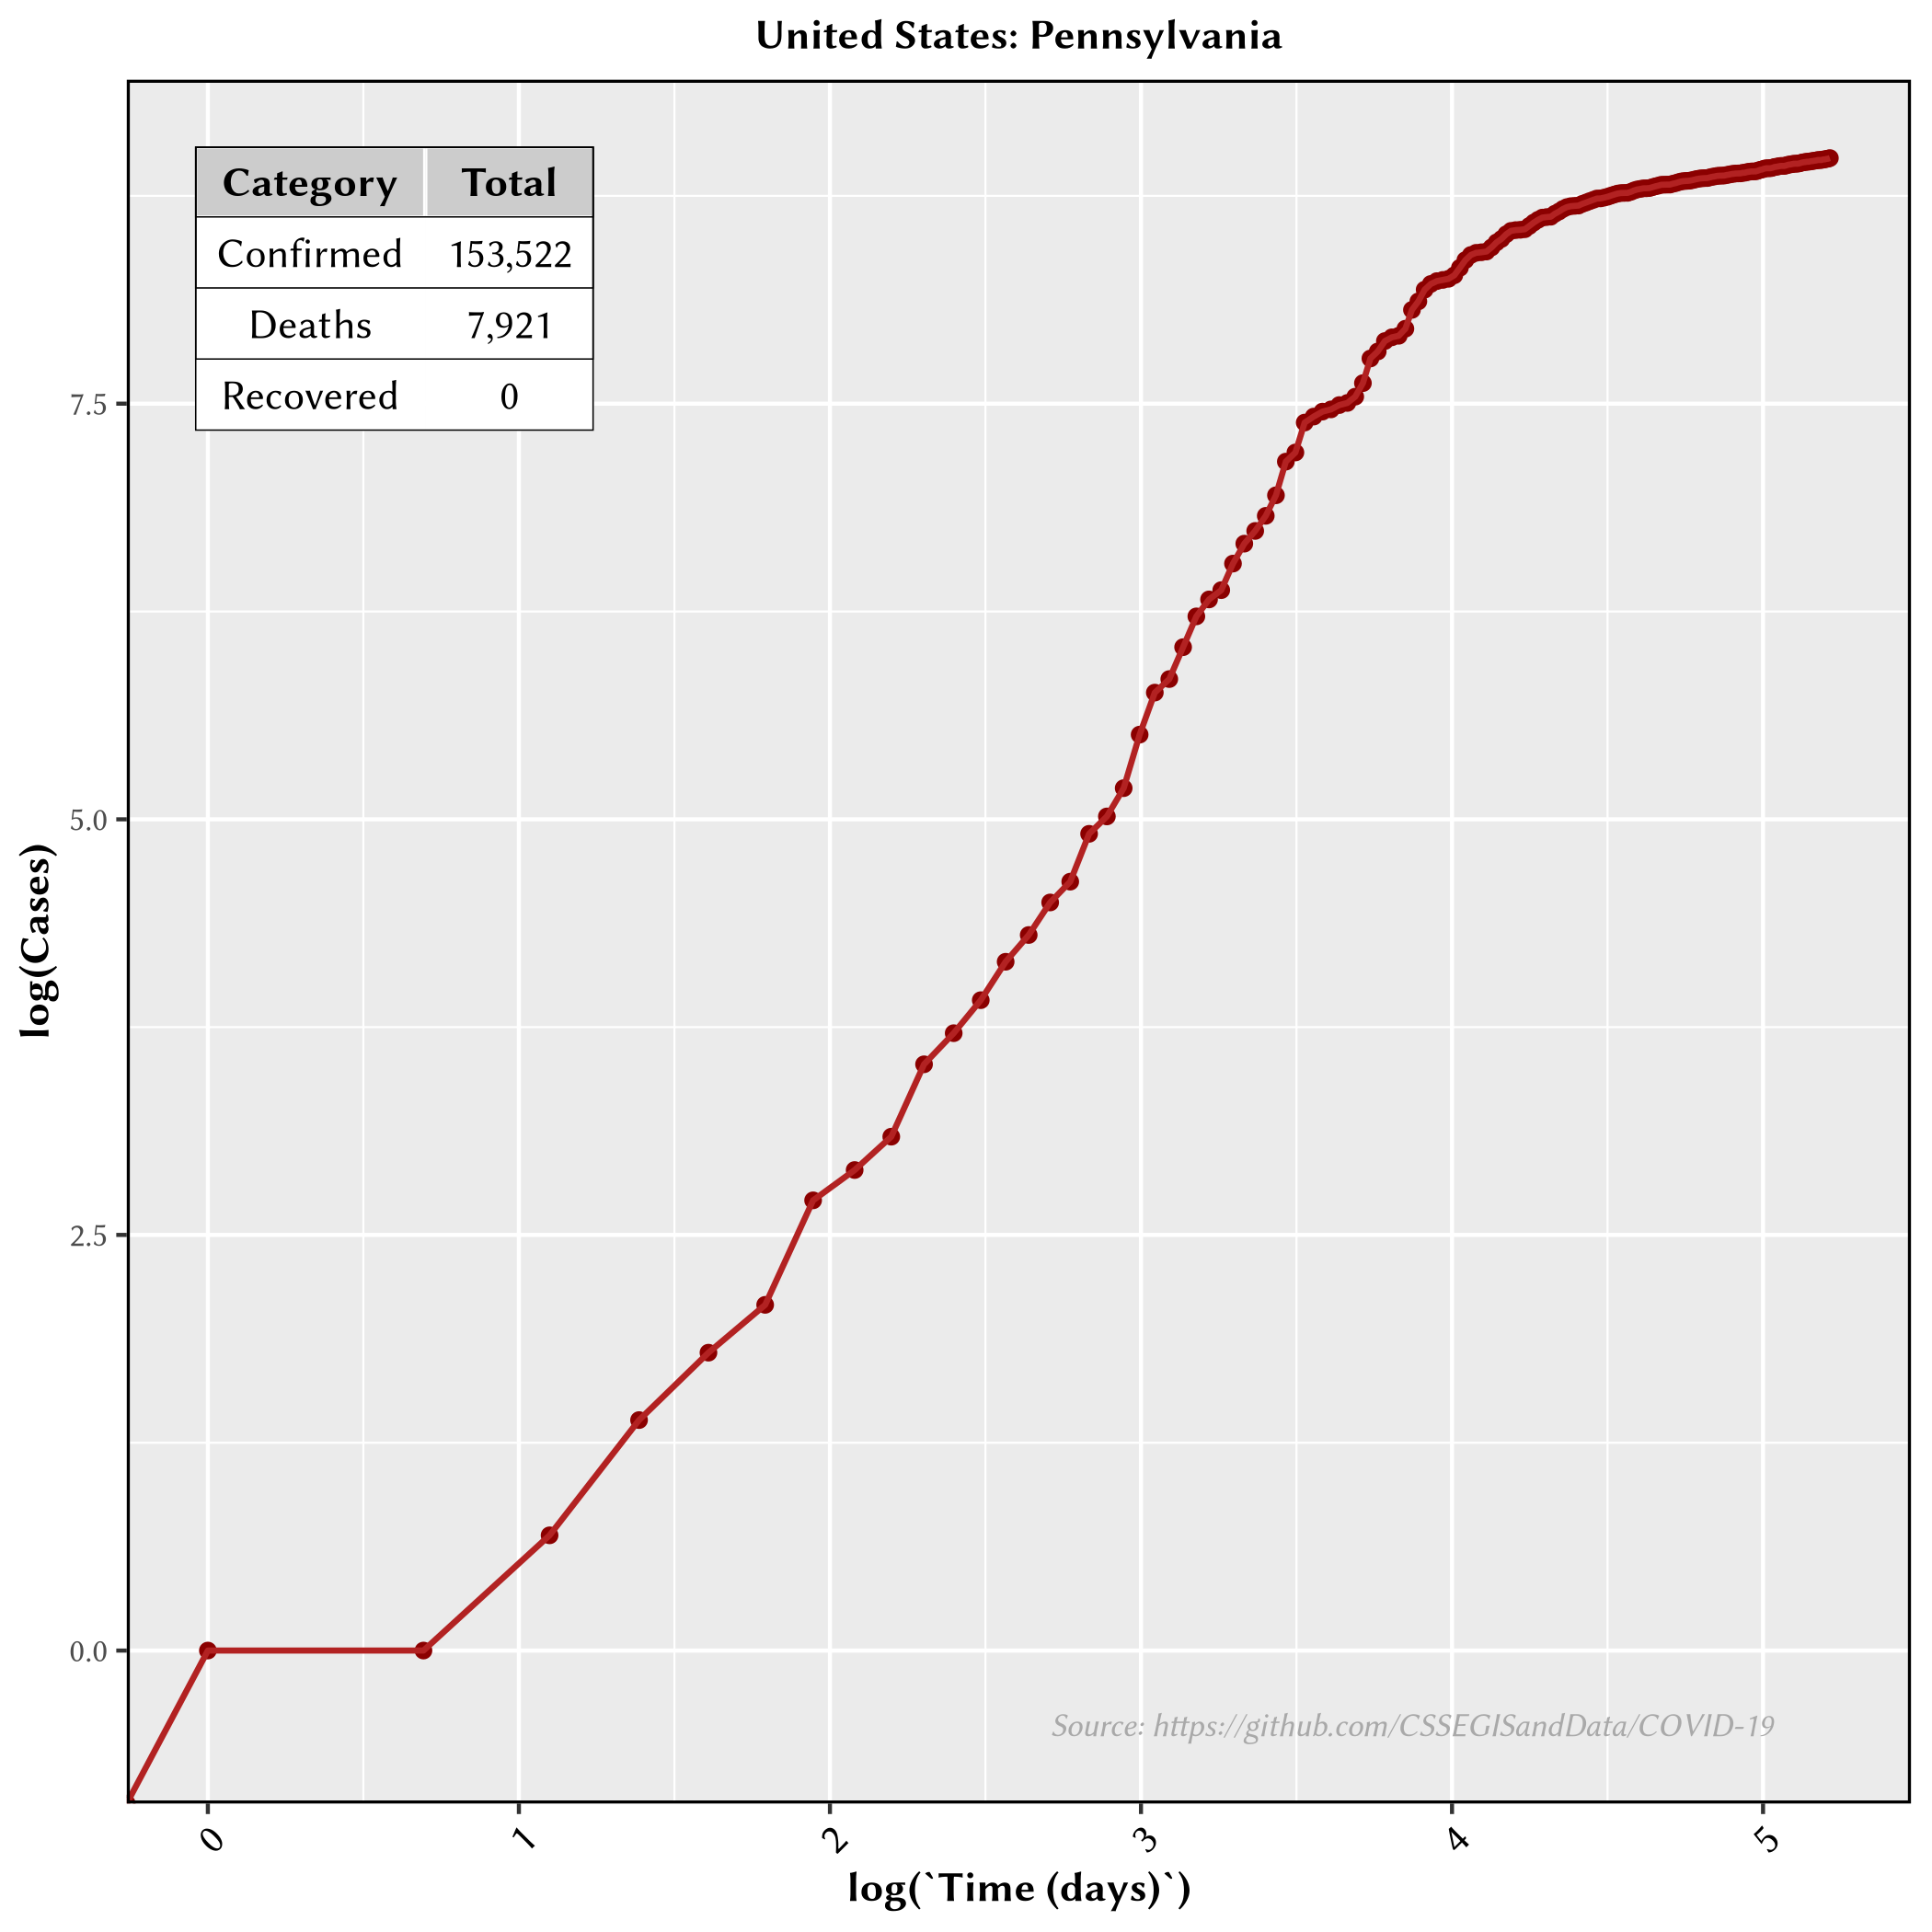 United States: Pennsylvania
Category Total
Confirmed 153,522
Deaths 7,921
Recovered 0
7.5
5.0
2.5
0.0
log(Cases)
Source: https://github.com/CSSEGISandData/COVID-19
0 1 2 3 4 5
log(`Time (days)`)